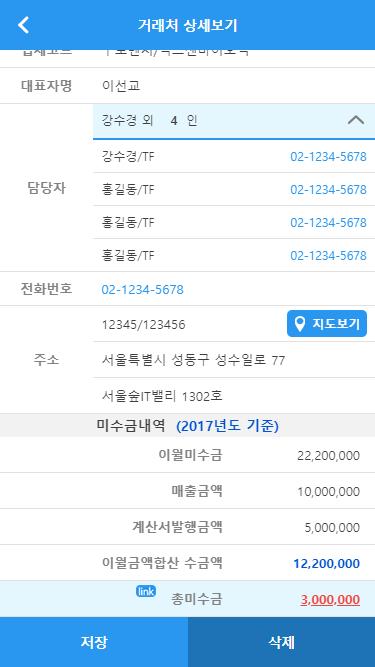 거래처 상세보기
대표자명 이선교
담당자
강수경 외 4 인
강수경/TF 02-1234-5678
홍길동/TF 02-1234-5678
홍길동/TF 02-1234-5678
홍길동/TF 02-1234-5678
전화번호 02-1234-5678
주소
12345/123456 지도보기
서울특별시 성동구 성수일로 77
서울숲IT밸리 1302호
미수금내역 (2017년도 기준)
이월미수금 22,200,000
매출금액 10,000,000
계산서발행금액 5,000,000
이월금액합산 수금액 12,200,000
link 총미수금 3,000,000
저장 삭제